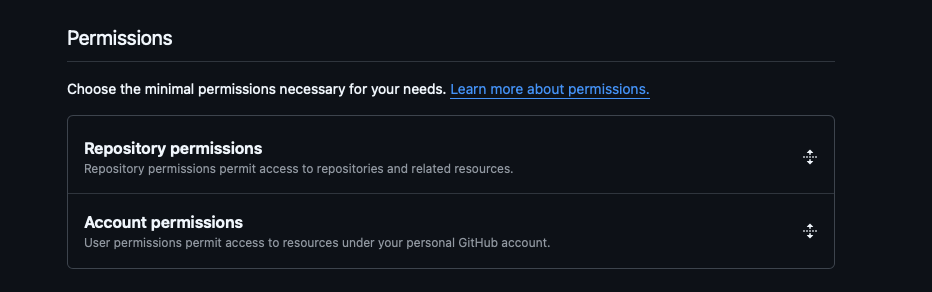 Permissions
Choose the minimal permissions necessary for your needs. Learn more about permissions.
Repository permissions
Repository permissions permit access to repositories and related resources.
Account permissions
User permissions permit access to resources under your personal GitHub account.